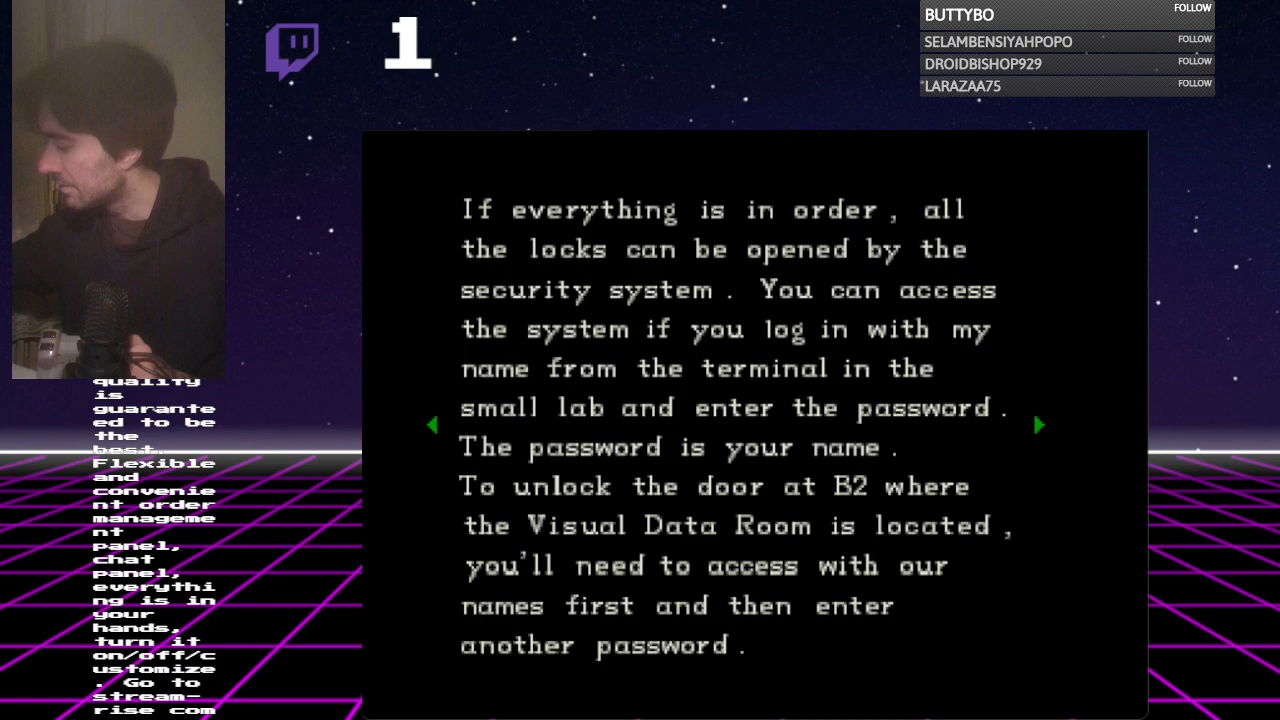 1
BUTTYBO FOLLOW
SELAMBENSIYAHPOPO FOLLOW
DROIDBISHOP929 FOLLOW
LARAZAA75 FOLLOW
If everything is in order, all
the locks can be opened by the
security system. You can access
the system if you log in with my
name from the terminal in the
small lab and enter the password.
The password is your name.
To unlock the door at B2 where
the Visual Data Room is located,
you'll need to access with our
names first and then enter
another password.
quality
is
guarante
ed to be
the
best.
Flexible
and
convenie
nt order
manageme
nt
panel,
chat
panel,
everythi
ng is in
your
hands,
turn it
on/off/c
ustomize
. Go to
stream-
rise com